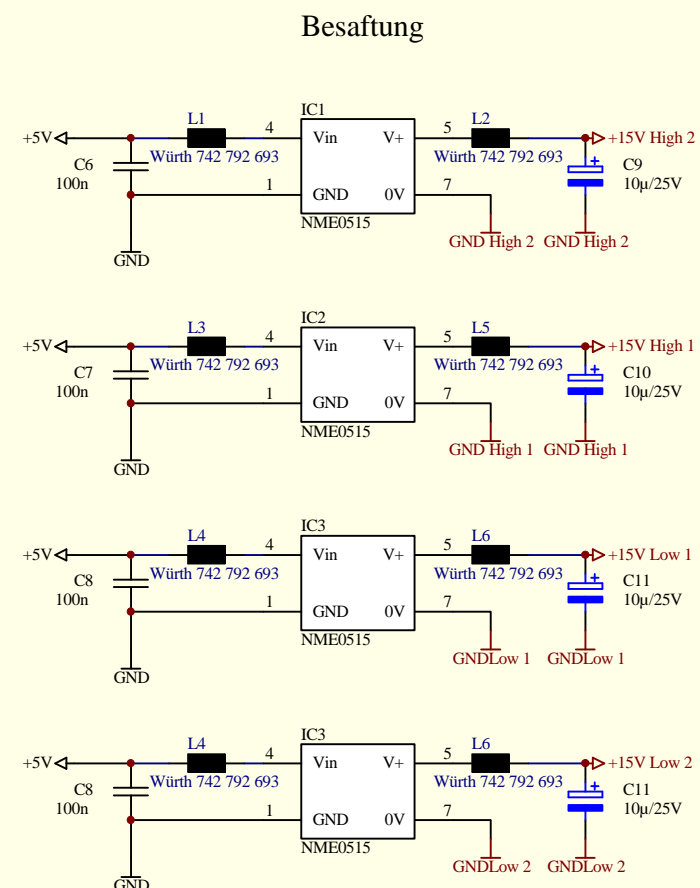 Besaftung
IC1
L1
4
Vin
V+
5
L2
+5V
+15V High 2
Würth 742 792 693
Würth 742 792 693
C6
100n
C9
10µ/25V
1
GND
0V
7
NME0515
GND High 2
GND High 2
GND
IC2
L3
4
Vin
V+
5
L5
+5V
+15V High 1
Würth 742 792 693
Würth 742 792 693
C7
100n
C10
10µ/25V
1
GND
0V
7
NME0515
GND High 1
GND High 1
GND
IC3
L4
4
Vin
V+
5
L6
+5V
+15V Low 1
Würth 742 792 693
Würth 742 792 693
C8
100n
C11
10µ/25V
1
GND
0V
7
NME0515
GNDLow 1
GNDLow 1
GND
IC3
L4
4
Vin
V+
5
L6
+5V
+15V Low 2
Würth 742 792 693
Würth 742 792 693
C8
100n
C11
10µ/25V
1
GND
0V
7
NME0515
GNDLow 2
GNDLow 2
GND